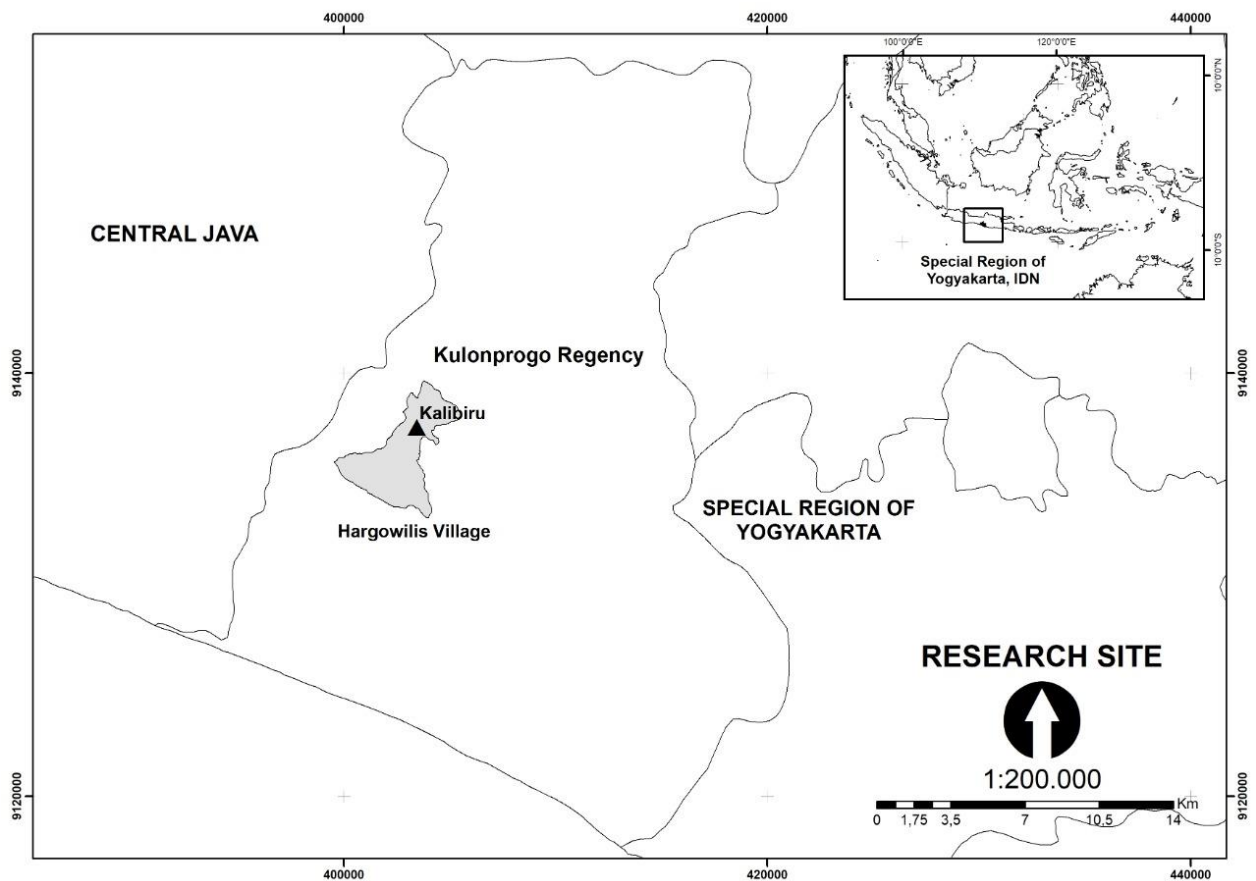 400000
420000
440000
100°0'0"E
120°0'0"E
10°0'0"N
10°0'0"S
Special Region of
Yogyakarta, IDN
CENTRAL JAVA
Kulonprogo Regency
9140000
9140000
Kalibiru
Hargowilis Village
SPECIAL REGION OF
YOGYAKARTA
RESEARCH SITE
1:200.000
Km
0 1,75 3,5 7 10,5 14
9120000
9120000
400000
420000
440000